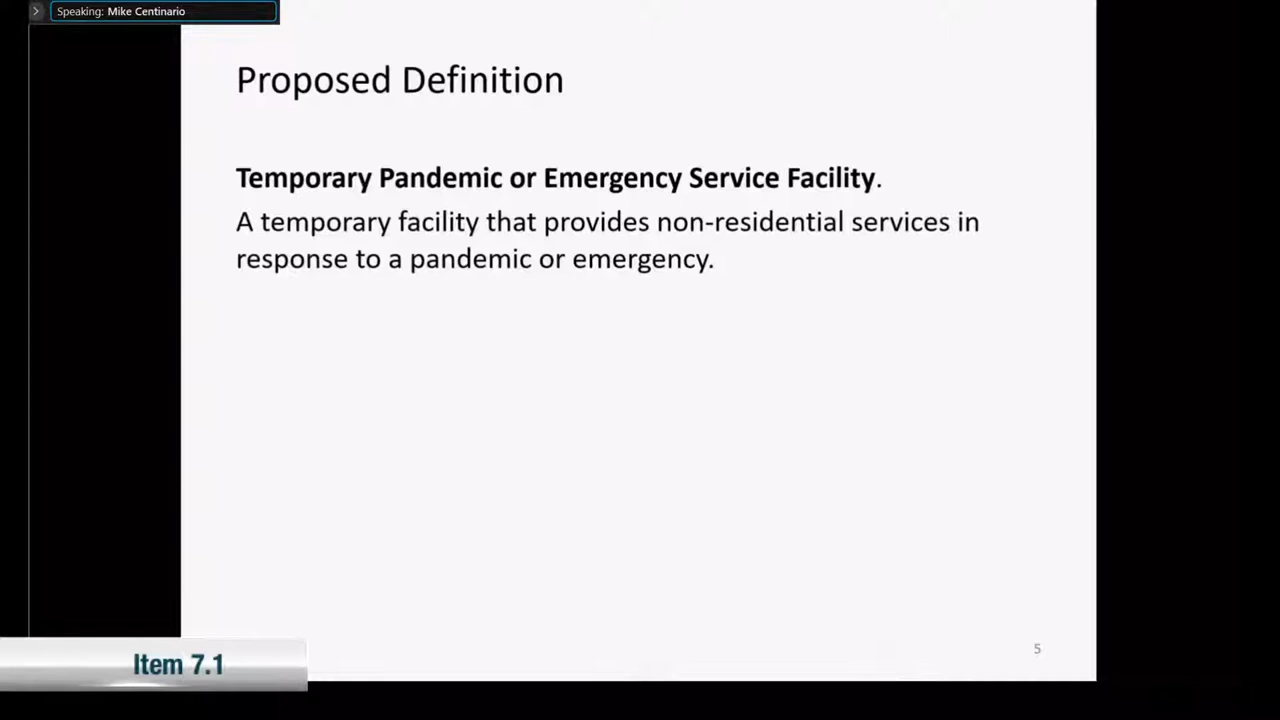 Speaking: Mike Centinario
Proposed Definition
Temporary Pandemic or Emergency Service Facility.
A temporary facility that provides non-residential services in
response to a pandemic or emergency.
5
Item 7.1